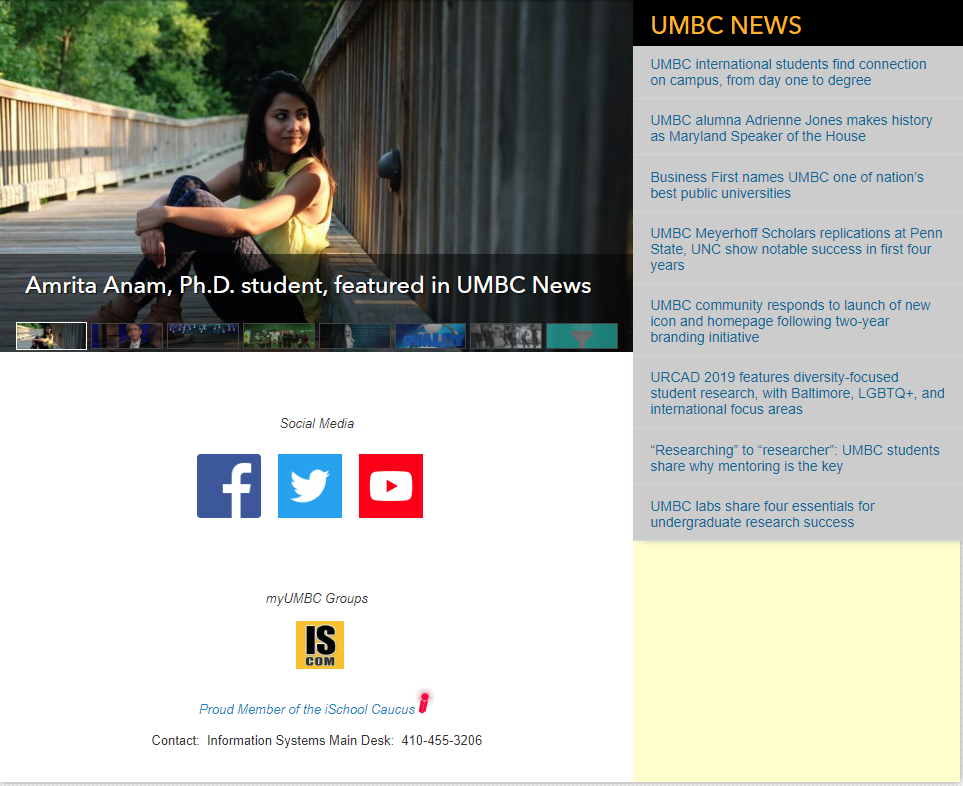 Amrita Anam, Ph.D. student, featured in UMBC News
Social Media
myUMBC Groups
IS
COM
Proud Member of the iSchool Caucus
Contact:  Information Systems Main Desk:  410-455-3206
UMBC NEWS
UMBC international students find connection
on campus, from day one to degree
UMBC alumna Adrienne Jones makes history
as Maryland Speaker of the House
Business First names UMBC one of nation’s
best public universities
UMBC Meyerhoff Scholars replications at Penn
State, UNC show notable success in first four
years
UMBC community responds to launch of new
icon and homepage following two-year
branding initiative
URCAD 2019 features diversity-focused
student research, with Baltimore, LGBTQ+, and
international focus areas
“Researching” to “researcher”: UMBC students
share why mentoring is the key
UMBC labs share four essentials for
undergraduate research success